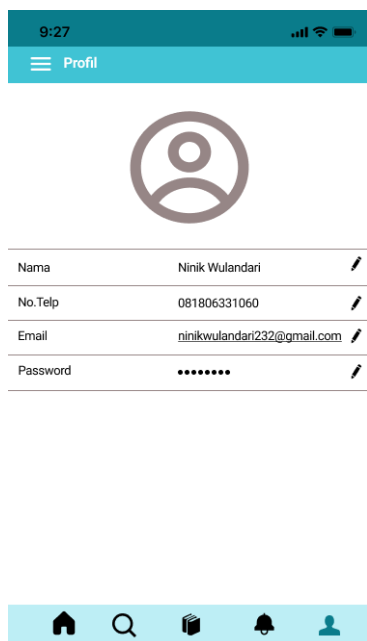 9:27
Profil
Nama Ninik Wulandari
No.Telp 081806331060
Email ninikwulandari232@gmail.com
Password ••••••••